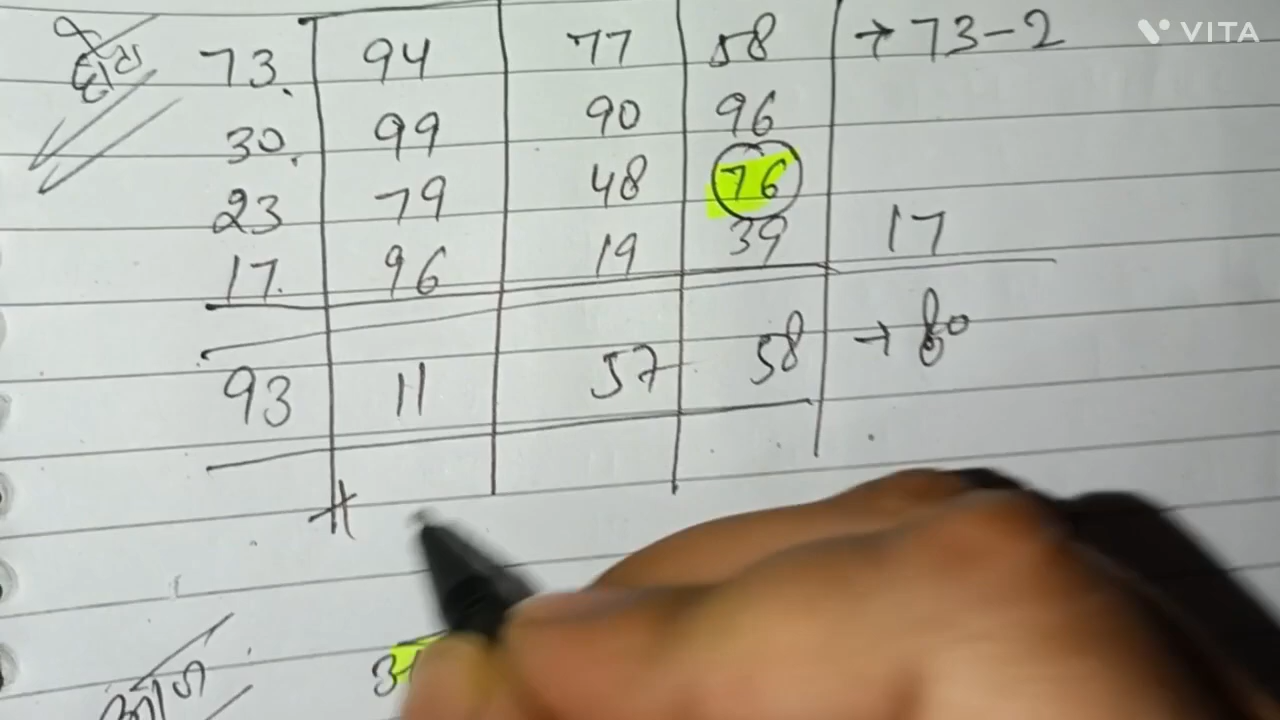 VITA
73. 94 77 58 → 73-2
30. 99 90 96
23 79 48 76
17. 96 19 39 17
93 11 57 58 → 80